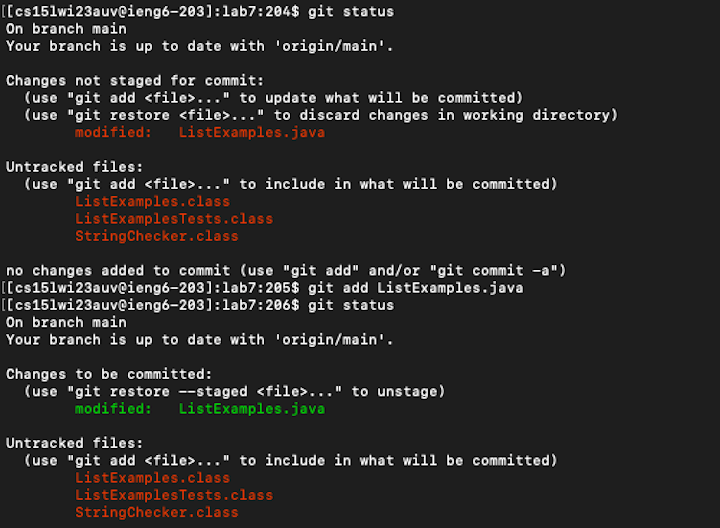 [[cs15lwi23auv@ieng6-203]:lab7:204$ git status
On branch main
Your branch is up to date with 'origin/main'.
Changes not staged for commit:
(use "git add <file>..." to update what will be committed)
(use "git restore <file>..." to discard changes in working directory)
modified: ListExamples.java
Untracked files:
(use "git add <file>..." to include in what will be committed)
ListExamples.class
ListExamplesTests.class
StringChecker.class
no changes added to commit (use "git add" and/or "git commit -a")
[[cs15lwi23auv@ieng6-203]:lab7:205$ git add ListExamples.java
[[cs15lwi23auv@ieng6-203]:lab7:206$ git status
On branch main
Your branch is up to date with 'origin/main'.
Changes to be committed:
(use "git restore --staged <file>..." to unstage)
modified: ListExamples.java
Untracked files:
(use "git add <file>..." to include in what will be committed)
ListExamples.class
ListExamplesTests.class
StringChecker.class